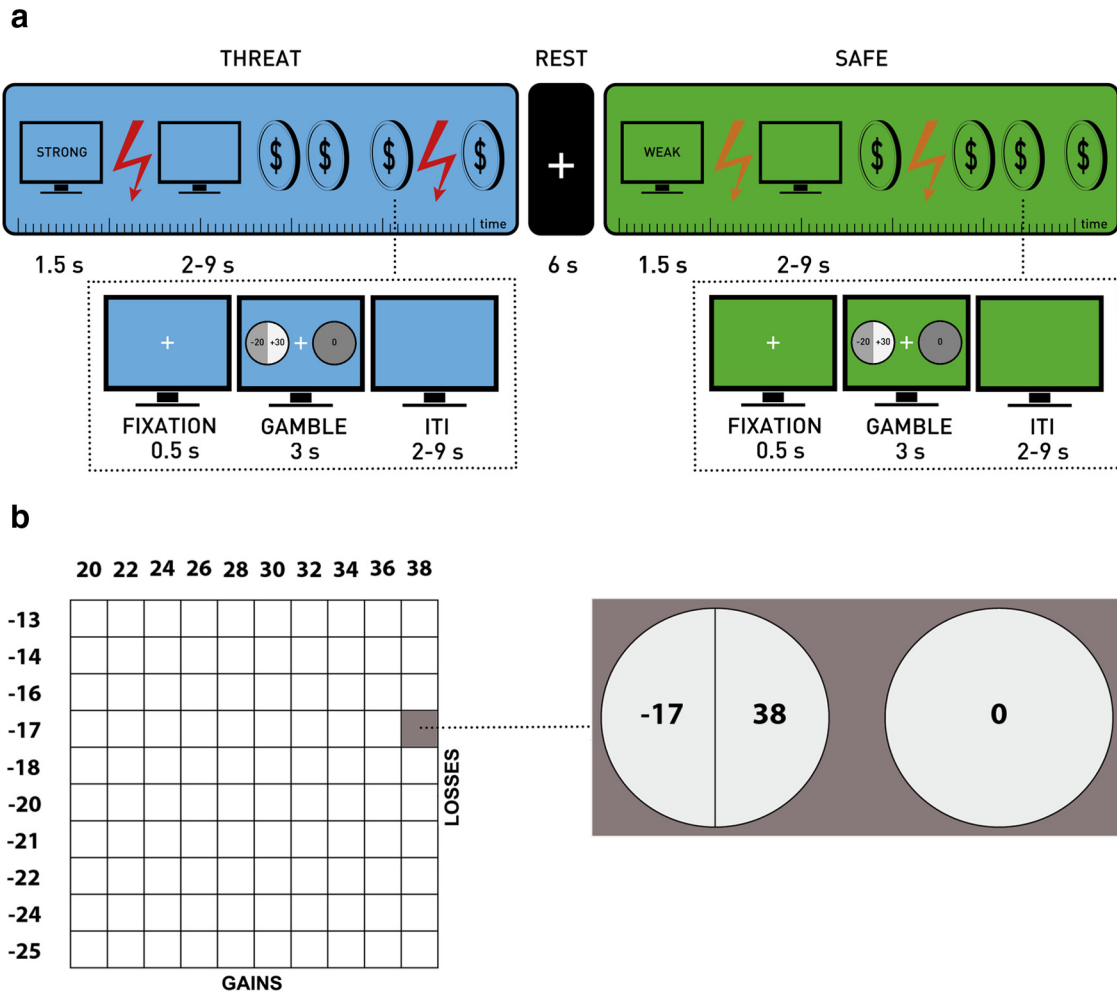 a
THREAT REST SAFE
STRONG $ $ $ $ + WEAK $ $ $ $
time time
1.5 s 2-9 s 6 s 1.5 s 2-9 s
+ -20 +30 + 0 + -20 +30 + 0
FIXATION GAMBLE ITI FIXATION GAMBLE ITI
0.5 s 3 s 2-9 s 0.5 s 3 s 2-9 s
b
20 22 24 26 28 30 32 34 36 38
-13
-14
-16
-17
-18
-20
-21
-22
-24
-25
LOSSES
GAINS
-17 38 0